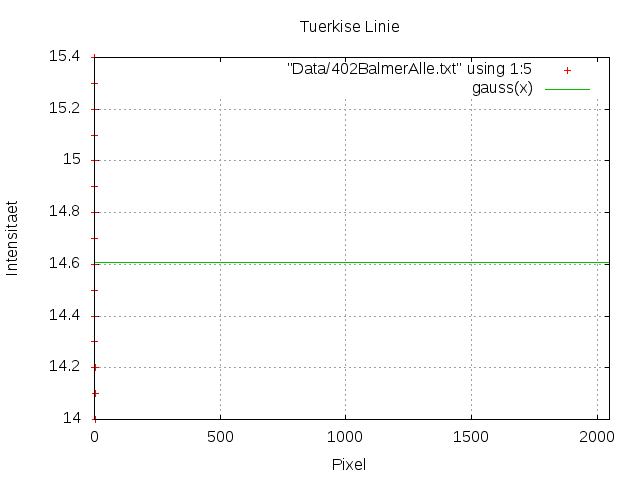 Tuerkise Linie
15.4
15.2
15
14.8
14.6
14.4
14.2
14
Intensitaet
"Data/402BalmerAlle.txt" using 1:5
gauss(x)
0 500 1000 1500 2000
Pixel